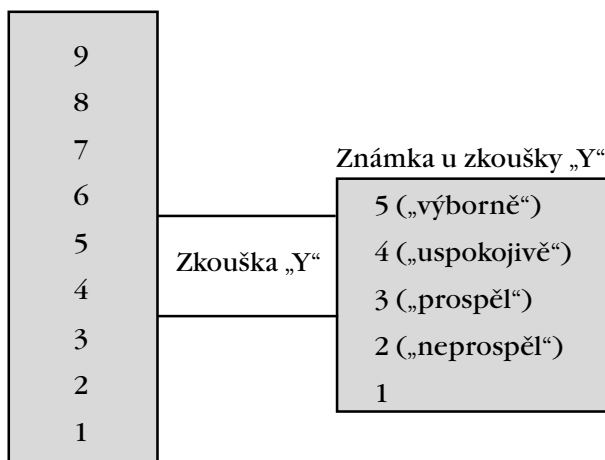 9
8
7
6
5
4
3
2
1
Zkouška „Y“
Známka u zkoušky „Y“
5 („výborně“)
4 („uspokojivě“)
3 („prospěl“)
2 („neprospěl“)
1